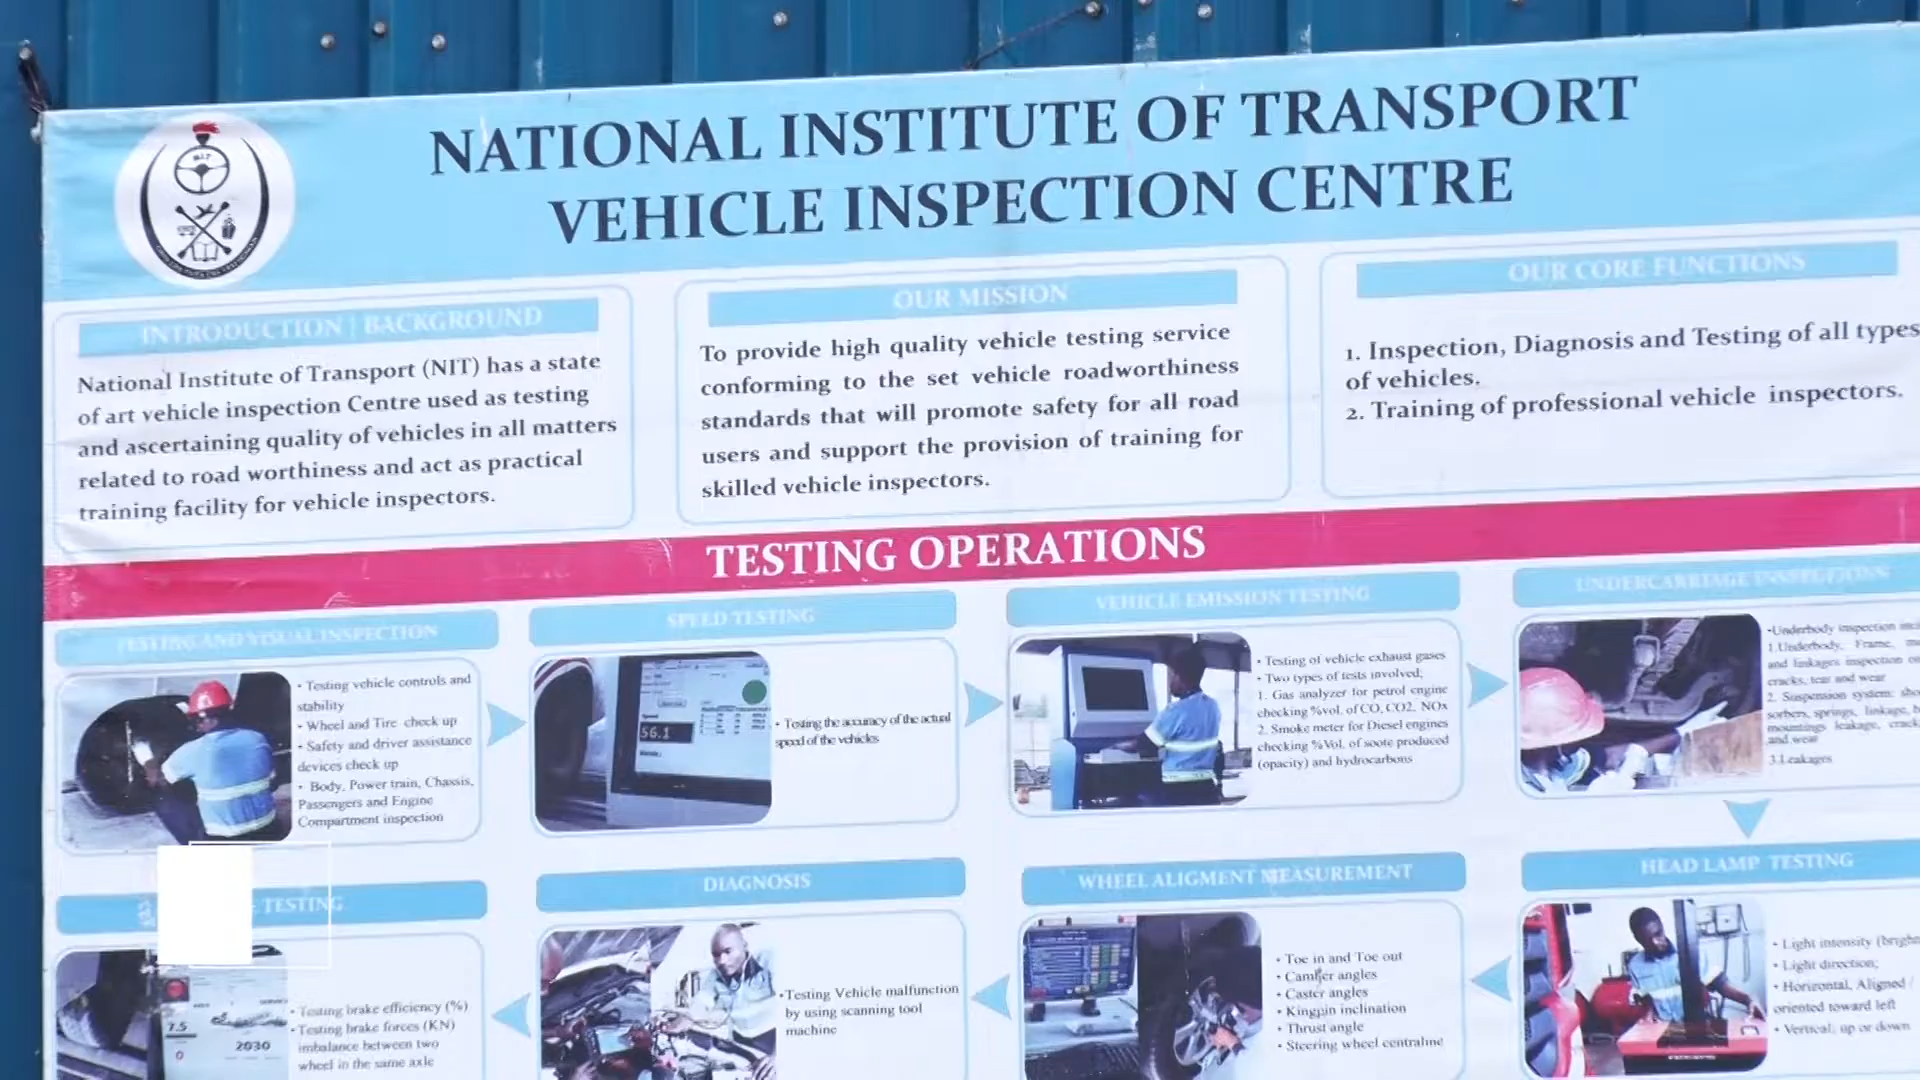 NATIONAL INSTITUTE OF TRANSPORT
VEHICLE INSPECTION CENTRE
NIT
INTRODUCTION | BACKGROUND
National Institute of Transport (NIT) has a state
of art vehicle inspection Centre used as testing
and ascertaining quality of vehicles in all matters
related to road worthiness and act as practical
training facility for vehicle inspectors.
OUR MISSION
To provide high quality vehicle testing service
conforming to the set vehicle roadworthiness
standards that will promote safety for all road
users and support the provision of training for
skilled vehicle inspectors.
OUR CORE FUNCTIONS
1. Inspection, Diagnosis and Testing of all types
of vehicles.
2. Training of professional vehicle inspectors.
TESTING OPERATIONS
TESTING AND VISUAL INSPECTION
• Testing vehicle controls and
stability
• Wheel and Tire check up
• Safety and driver assistance
devices check up
• Body, Power train, Chassis,
Passengers and Engine
Compartment inspection
SPEED TESTING
56.1
• Testing the accuracy of the actual
speed of the vehicles
VEHICLE EMISSION TESTING
• Testing of vehicle exhaust gases
• Two types of tests involved;
1. Gas analyzer for petrol engine
checking %vol. of CO, CO2, NOx
2. Smoke meter for Diesel engines
checking %Vol. of soote produced
(opacity) and hydrocarbons
UNDERCARRIAGE INSPECTIONS
•Underbody inspection
1.Underbody, Frame,
and linkages inspection
cracks, tear and wear
2. Suspension system:
sorbers, springs, linkage,
mountings leakage,
and wear
3.Leakages
TESTING
7.5
0
2030
• Testing brake efficiency (%)
• Testing brake forces (KN)
imbalance between two
wheel in the same axle
DIAGNOSIS
•Testing Vehicle malfunction
by using scanning tool
machine
WHEEL ALIGMENT MEASUREMENT
• Toe in and Toe out
• Camber angles
• Caster angles
• Kingpin inclination
• Thrust angle
• Steering wheel centraline
HEAD LAMP TESTING
• Light intensity
• Light direction;
• Horizontal, Aligned /
oriented toward left
• Vertical, up or down